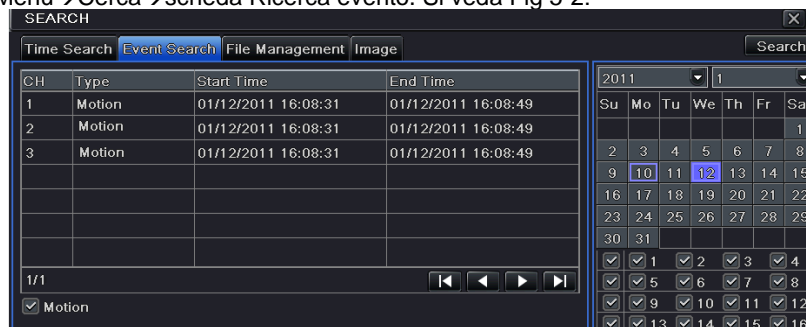 Menu → Cerca → scheda Ricerca evento. Si veda Fig 5-2.
SEARCH X
Time Search Event Search File Management Image Search
CH Type Start Time End Time
1 Motion 01/12/2011 16:08:31 01/12/2011 16:08:49
2 Motion 01/12/2011 16:08:31 01/12/2011 16:08:49
3 Motion 01/12/2011 16:08:31 01/12/2011 16:08:49
1/1
Motion
2011 1
Su Mo Tu We Th Fr Sa
1
2 3 4 5 6 7 8
9 10 11 12 13 14 15
16 17 18 19 20 21 22
23 24 25 26 27 28 29
30 31
1 2 3 4
5 6 7 8
9 10 11 12
13 14 15 16